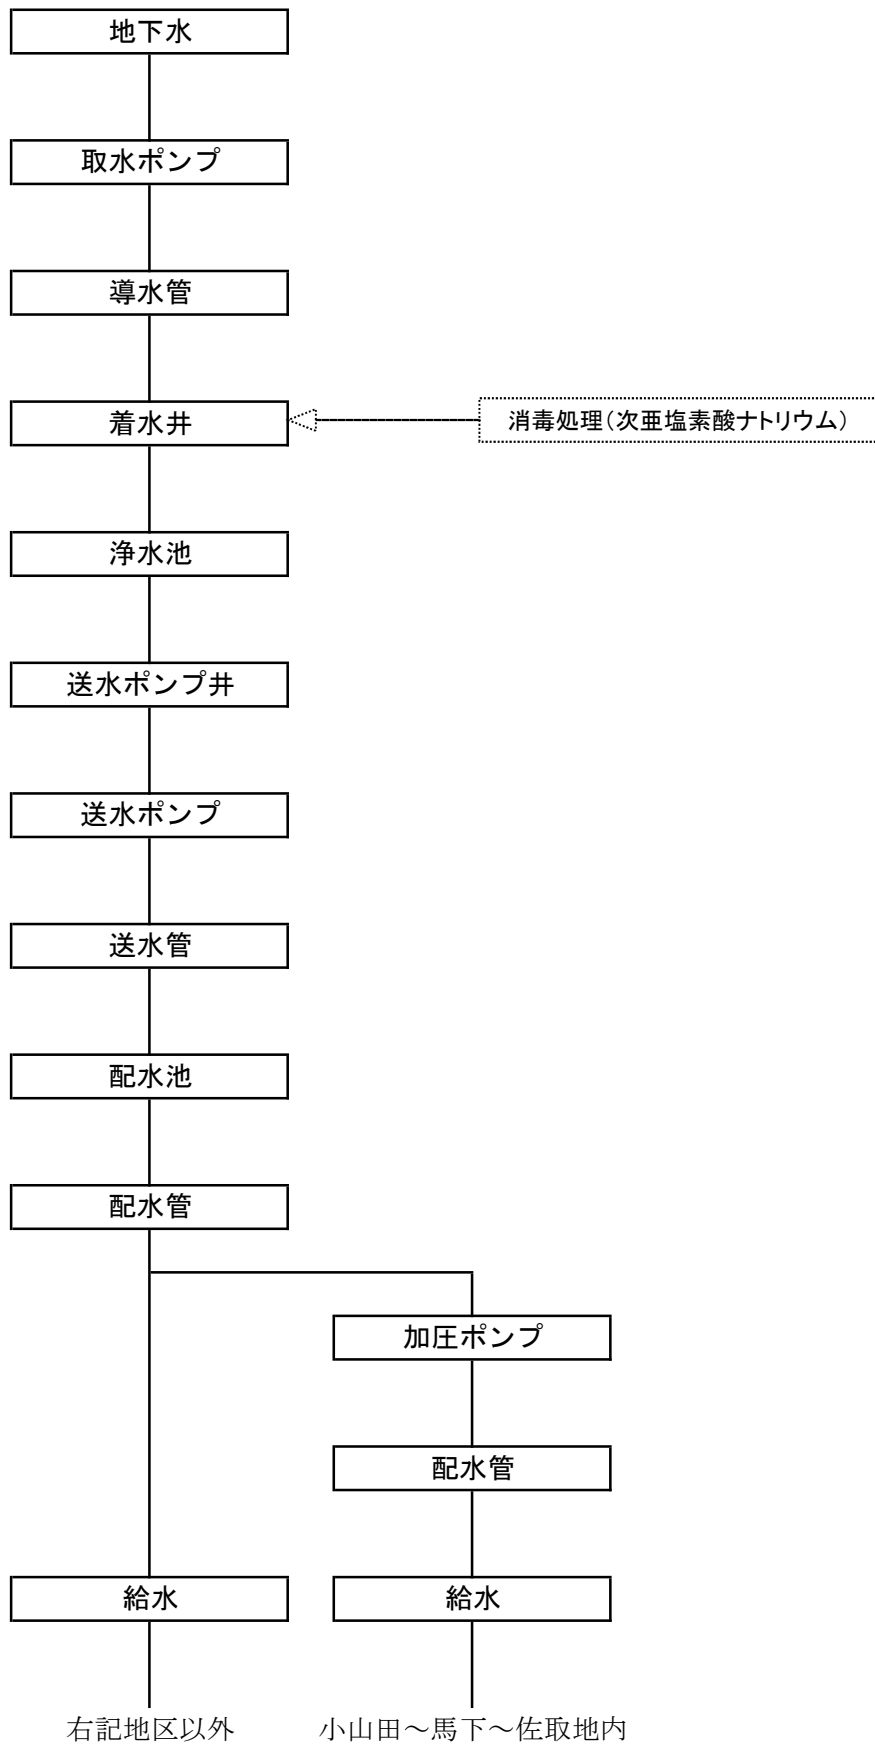 地下水
取水ポンプ
導水管
着水井
消毒処理（次亜塩素酸ナトリウム）
浄水池
送水ポンプ井
送水ポンプ
送水管
配水池
配水管
加圧ポンプ
配水管
給水
給水
右記地区以外
小山田～馬下～佐取地内